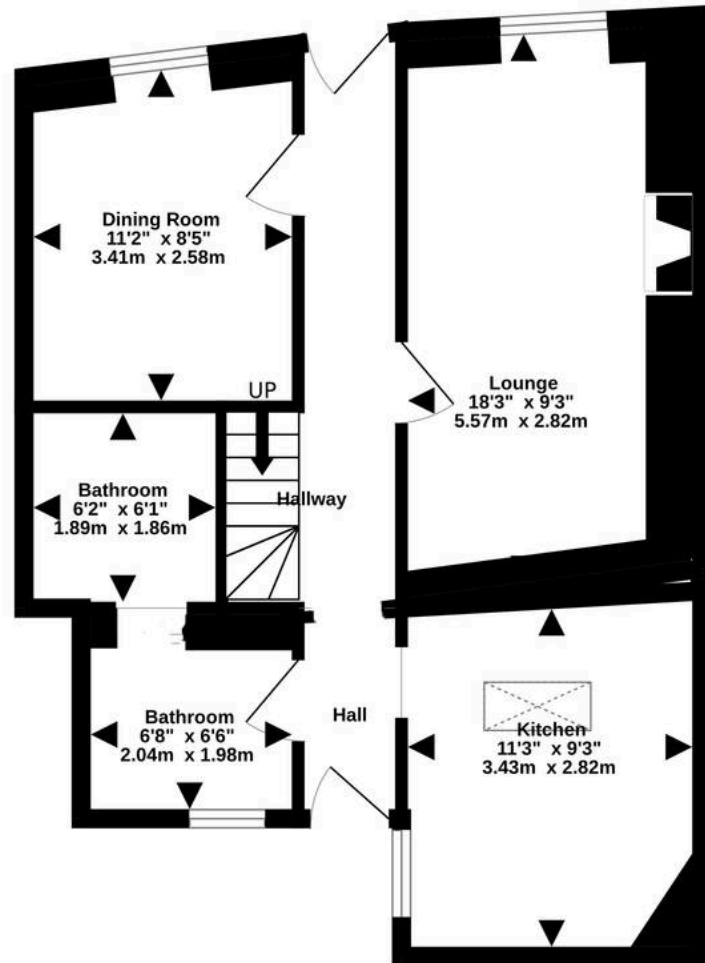 Dining Room
11'2" x 8'5"
3.41m x 2.58m
UP
Lounge
18'3" x 9'3"
5.57m x 2.82m
Bathroom
6'2" x 6'1"
1.89m x 1.86m
Hallway
Bathroom
6'8" x 6'6"
2.04m x 1.98m
Hall
Kitchen
11'3" x 9'3"
3.43m x 2.82m